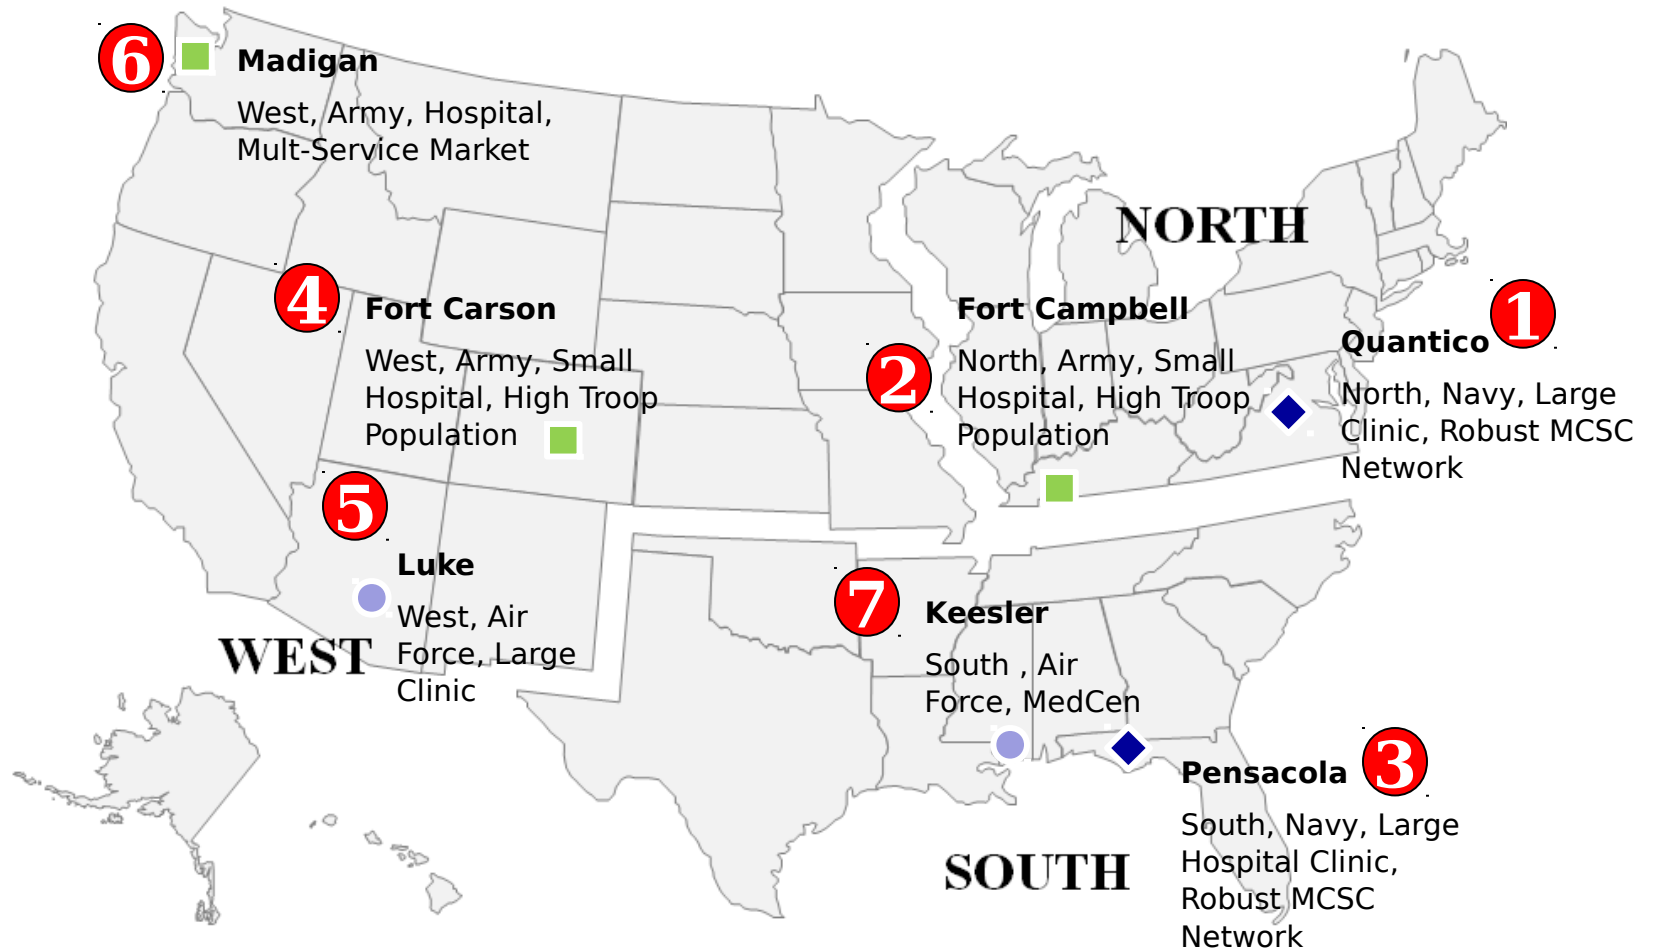 6
Madigan
West, Army, Hospital,
Mult-Service Market
NORTH
4
Fort Carson
West, Army, Small
Hospital, High Troop
Population
2
Fort Campbell
North, Army, Small
Hospital, High Troop
Population
1
Quantico
North, Navy, Large
Clinic, Robust MCSC
Network
5
Luke
West, Air
Force, Large
Clinic
WEST
7
Keesler
South , Air
Force, MedCen
3
Pensacola
South, Navy, Large
Hospital Clinic,
Robust MCSC
Network
SOUTH